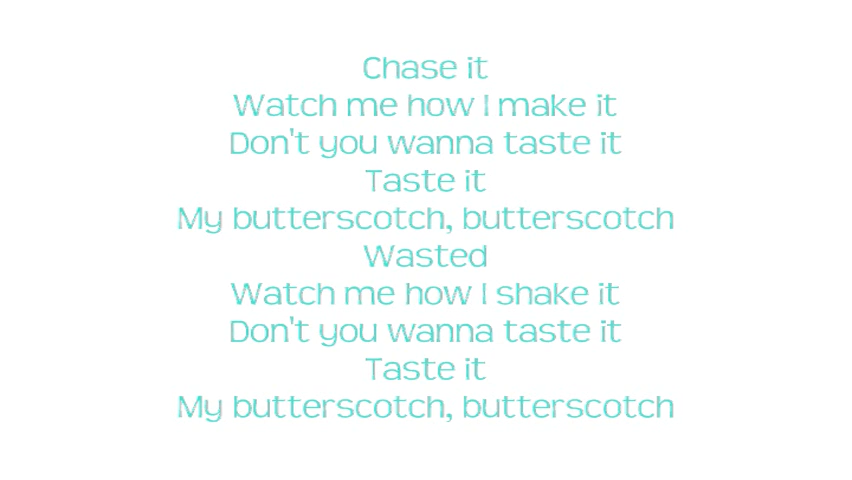 Chase it
Watch me how I make it
Don't you wanna taste it
Taste it
My butterscotch, butterscotch
Wasted
Watch me how I shake it
Don't you wanna taste it
Taste it
My butterscotch, butterscotch